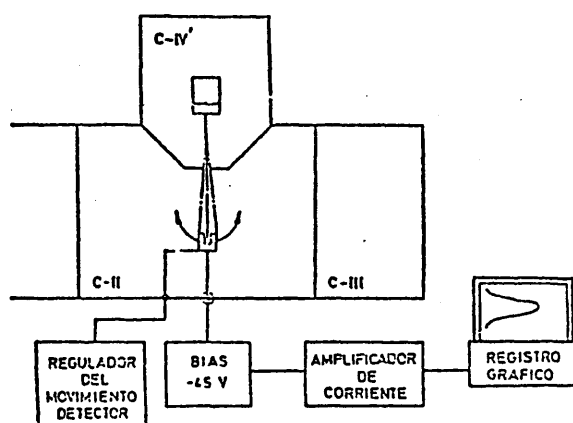 C-IV'
C-II
C-III
REGULADOR
DEL
MOVIMIENTO
DETECTOR
BIAS
-45 V
AMPLIFICADOR
DE
CORRIENTE
REGISTRO
GRAFICO